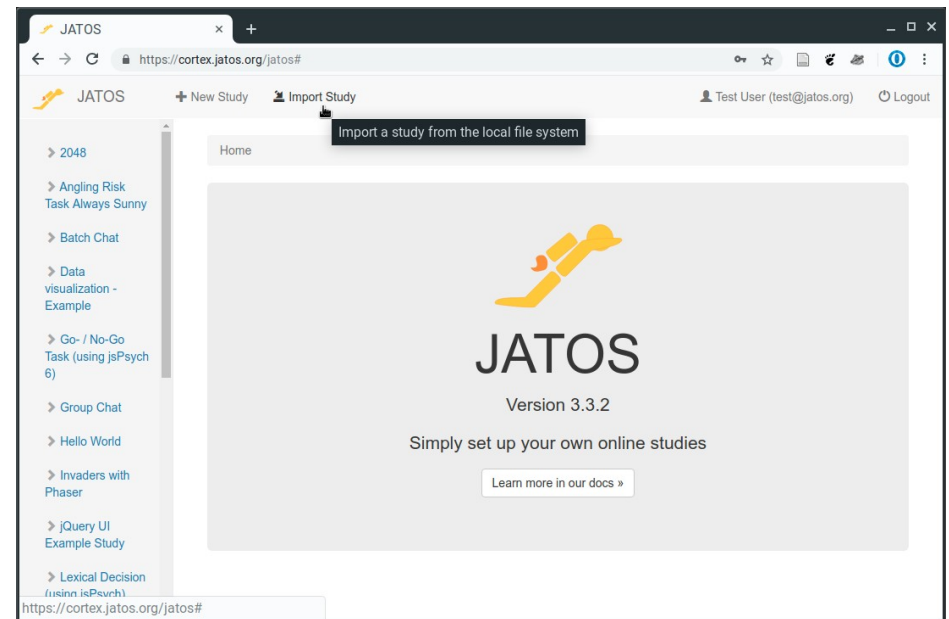 JATOS
https://cortex.jatos.org/jatos#
JATOS
New Study
Import Study
Test User (test@jatos.org)
Logout
Import a study from the local file system
2048
Angling Risk
Task Always Sunny
Batch Chat
Data
visualization -
Example
Go- / No-Go
Task (using jsPsych
6)
Group Chat
Hello World
Invaders with
Phaser
jQuery UI
Example Study
Lexical Decision
(using jsPsych)
Home
JATOS
Version 3.3.2
Simply set up your own online studies
Learn more in our docs »
https://cortex.jatos.org/jatos#